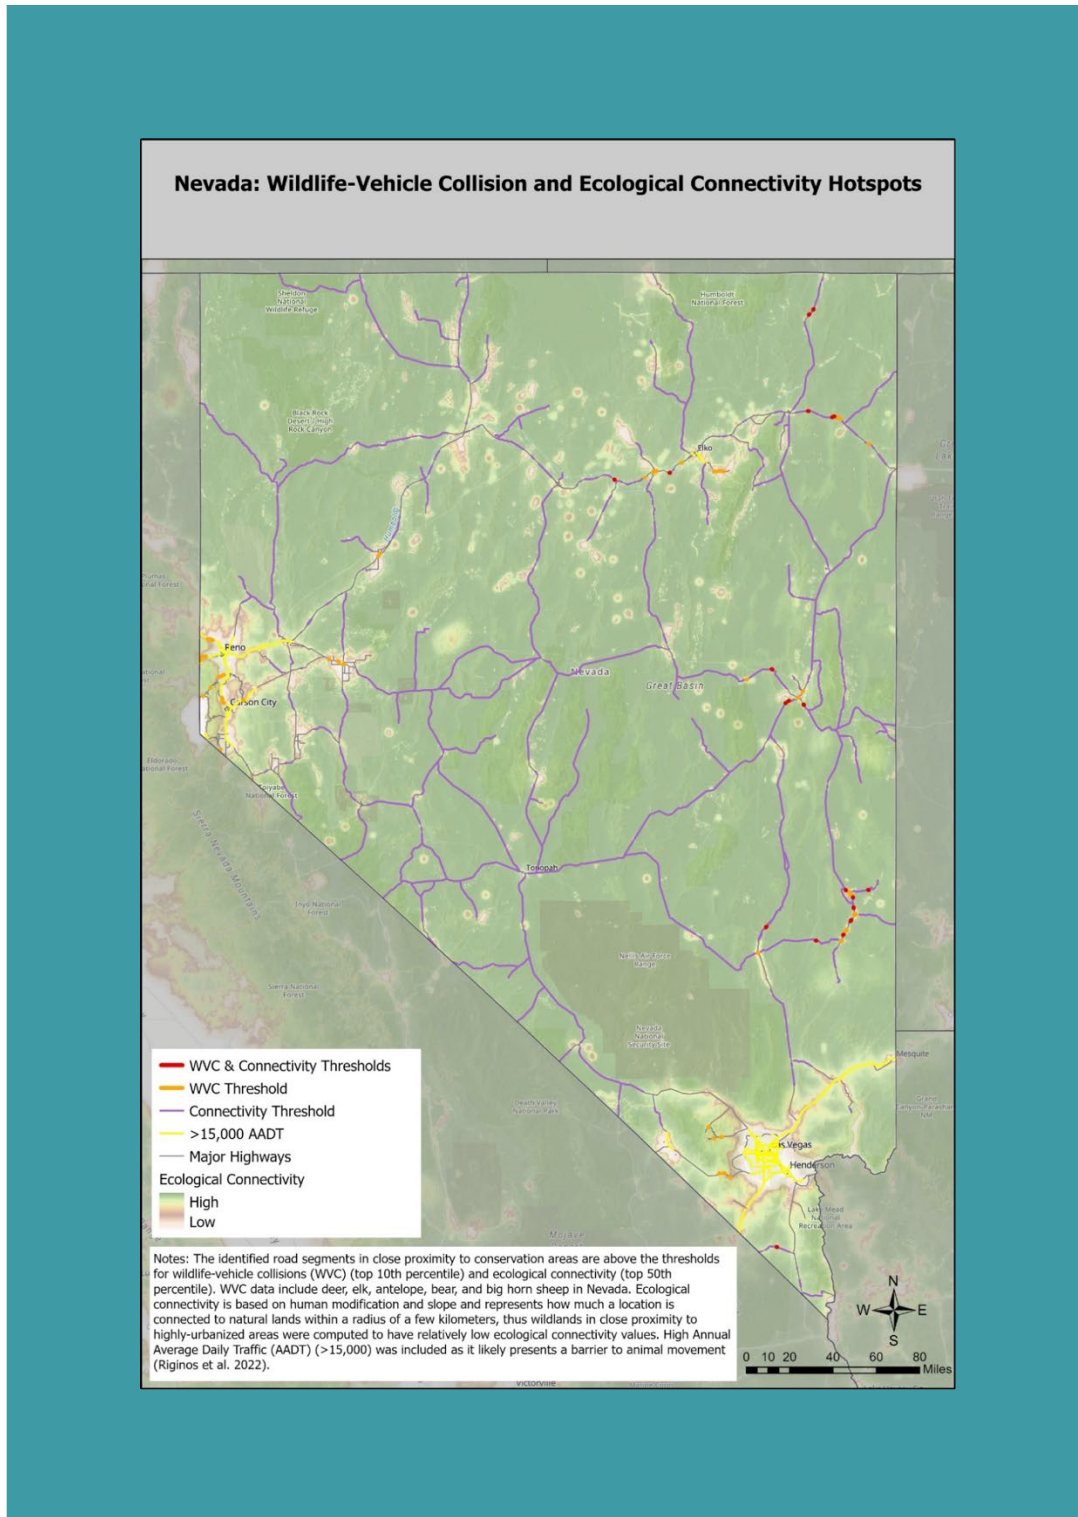 Nevada: Wildlife-Vehicle Collision and Ecological Connectivity Hotspots
Sheldon
National
Wildlife Refuge
Humboldt
National Forest
Black Rock
Desert / High
Rock Canyon
Elko
Humboldt
Reno
Carson City
Nevada
Great Basin
Eldorado
National Forest
Toiyabe
National Forest
Sierra Nevada Mountains
Tonopah
Inyo National
Forest
Nellis Air Force
Range
Sierra National
Forest
Nevada
National
Security Site
Mesquite
Death Valley
National Park
Grand
Canyon-Parashant
NM
Las Vegas
Henderson
Lake Mead
National
Recreation Area
Mojave
WVC & Connectivity Thresholds
WVC Threshold
Connectivity Threshold
>15,000 AADT
Major Highways
Ecological Connectivity
High
Low
Notes: The identified road segments in close proximity to conservation areas are above the thresholds
for wildlife-vehicle collisions (WVC) (top 10th percentile) and ecological connectivity (top 50th
percentile). WVC data include deer, elk, antelope, bear, and big horn sheep in Nevada. Ecological
connectivity is based on human modification and slope and represents how much a location is
connected to natural lands within a radius of a few kilometers, thus wildlands in close proximity to
highly-urbanized areas were computed to have relatively low ecological connectivity values. High Annual
Average Daily Traffic (AADT) (>15,000) was included as it likely presents a barrier to animal movement
(Riginos et al. 2022).
N
W E
S
0 10 20 40 60 80
Miles
Victorville